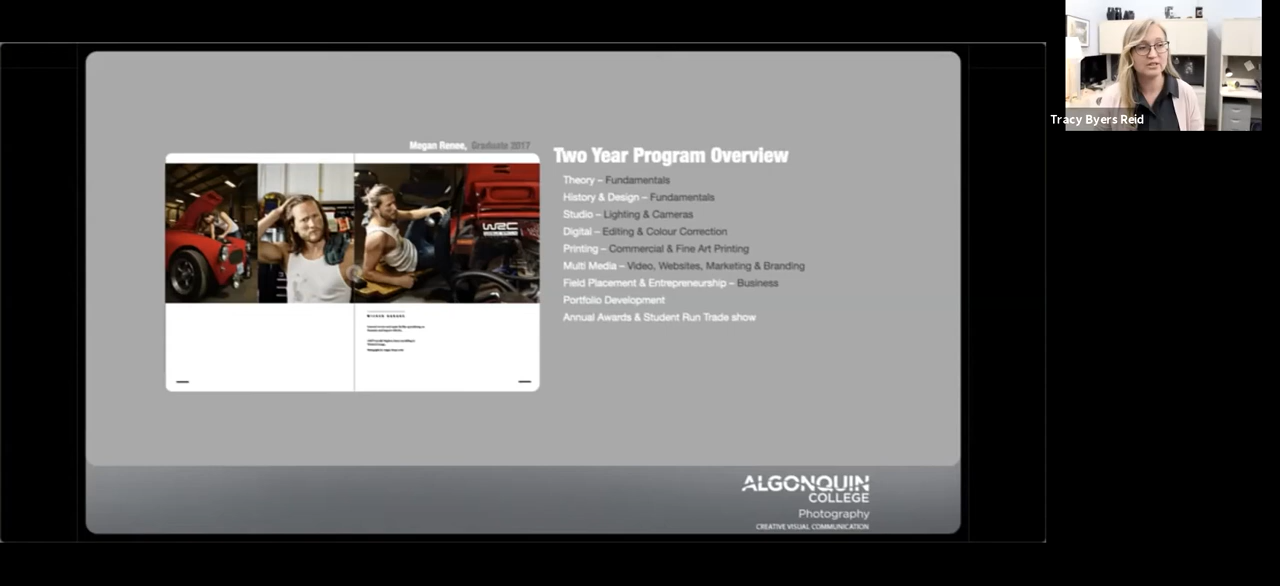 Megan Renee, Graduate 2017
Two Year Program Overview
Theory – Fundamentals
History & Design – Fundamentals
Studio – Lighting & Cameras
Digital – Editing & Colour Correction
Printing – Commercial & Fine Art Printing
Multi Media – Video, Websites, Marketing & Branding
Field Placement & Entrepreneurship – Business
Portfolio Development
Annual Awards & Student Run Trade show
WRC
ALGONQUIN
COLLEGE
Photography
CREATIVE VISUAL COMMUNICATION
Tracy Byers Reid